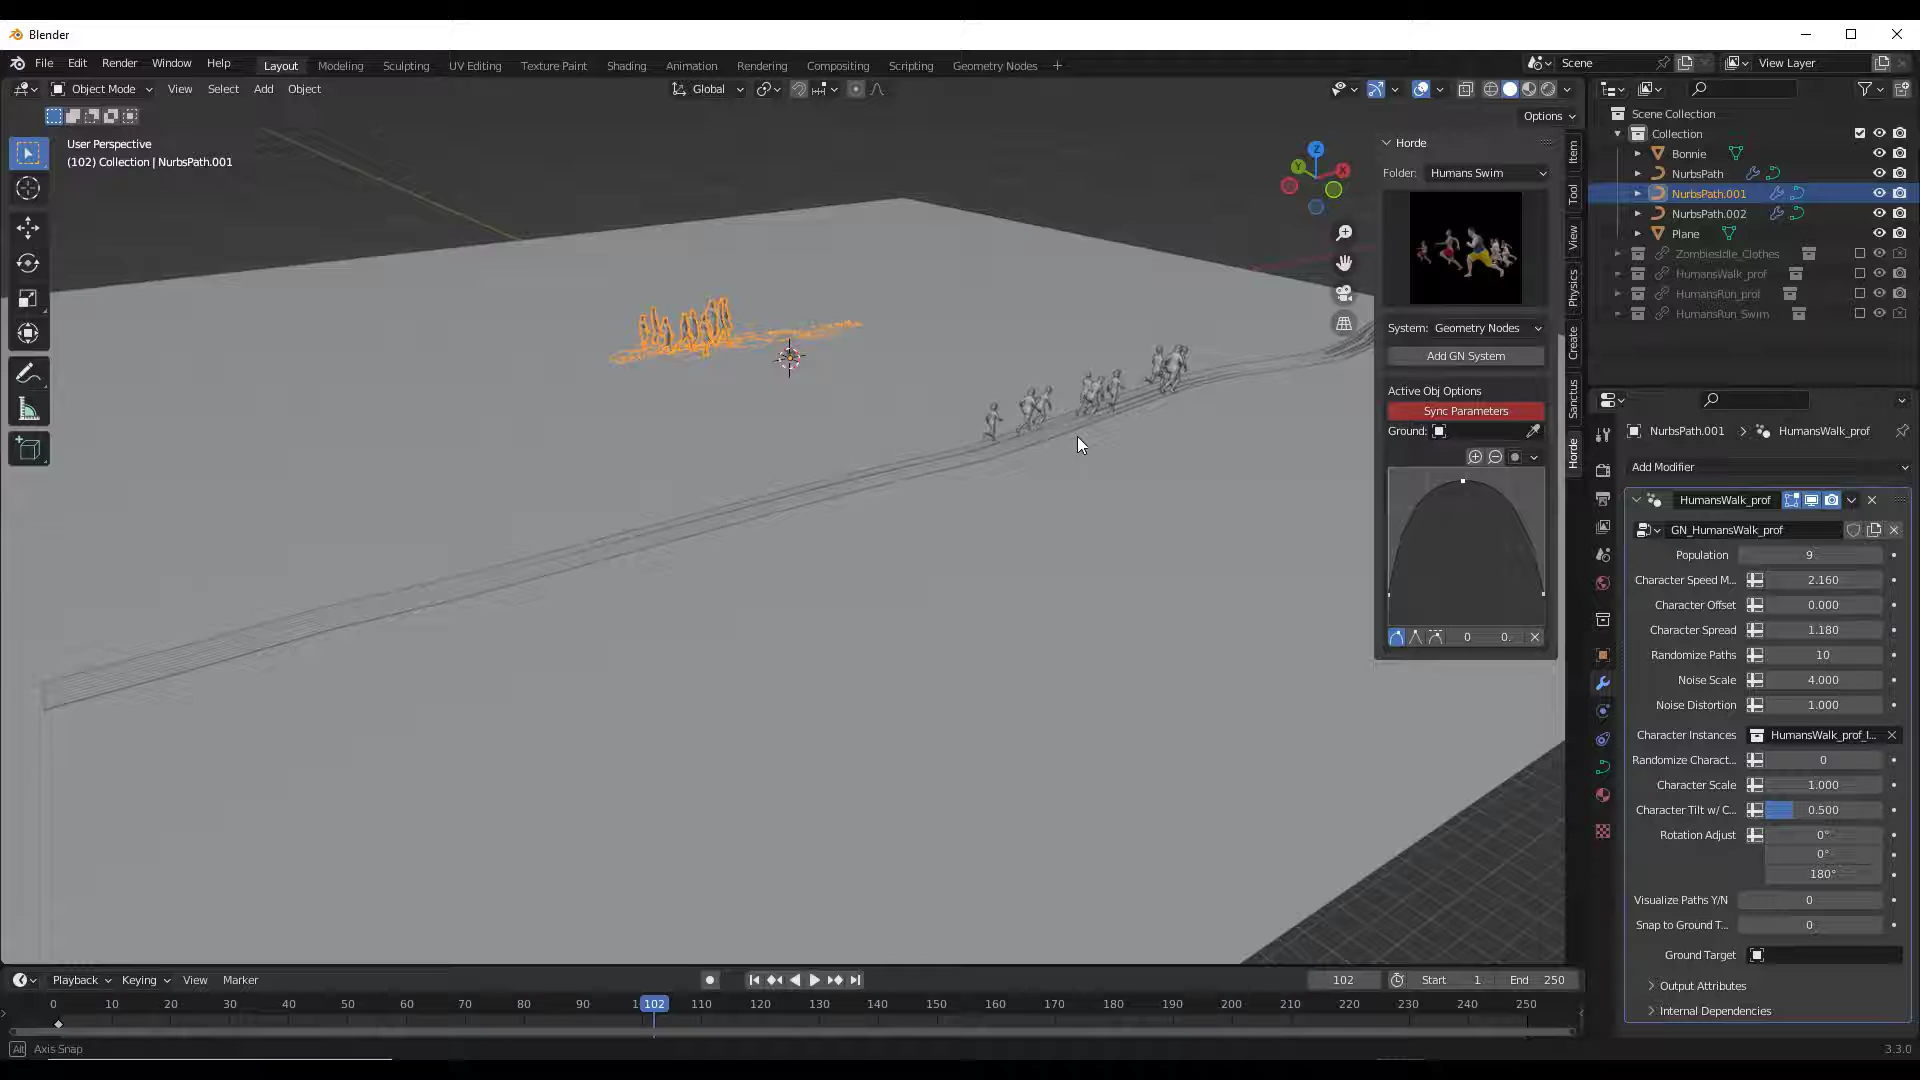 Blender
File Edit Render Window Help
Layout Modeling Sculpting UV Editing Texture Paint Shading Animation Rendering Compositing Scripting Geometry Nodes
Scene View Layer
Object Mode View Select Add Object Global
Options
User Perspective
(102) Collection | NurbsPath.001
Z
Y
X
Item
Tool
View
Physics
Create
Sanctus
Horde
Horde
Folder: Humans Swim
System: Geometry Nodes
Add GN System
Active Obj Options
Sync Parameters
Ground:
0 0.
Scene Collection
Collection
Bonnie
NurbsPath
NurbsPath.001
NurbsPath.002
Plane
ZombiesIdle_Clothes
HumansWalk_prof
HumansRun_prof
HumansRun_Swim
NurbsPath.001 HumansWalk_prof
Add Modifier
HumansWalk_prof
GN_HumansWalk_prof
Population 9
Character Speed M... 2.160
Character Offset 0.000
Character Spread 1.180
Randomize Paths 10
Noise Scale 4.000
Noise Distortion 1.000
Character Instances HumansWalk_prof_I...
Randomize Charact... 0
Character Scale 1.000
Character Tilt w/ C... 0.500
Rotation Adjust 0°
0°
180°
Visualize Paths Y/N 0
Snap to Ground T... 0
Ground Target
Output Attributes
Internal Dependencies
Playback Keying View Marker 102 Start 1 End 250
0 10 20 30 40 50 60 70 80 90 1 102 110 120 130 140 150 160 170 180 190 200 210 220 230 240 250
Alt Axis Snap 3.3.0